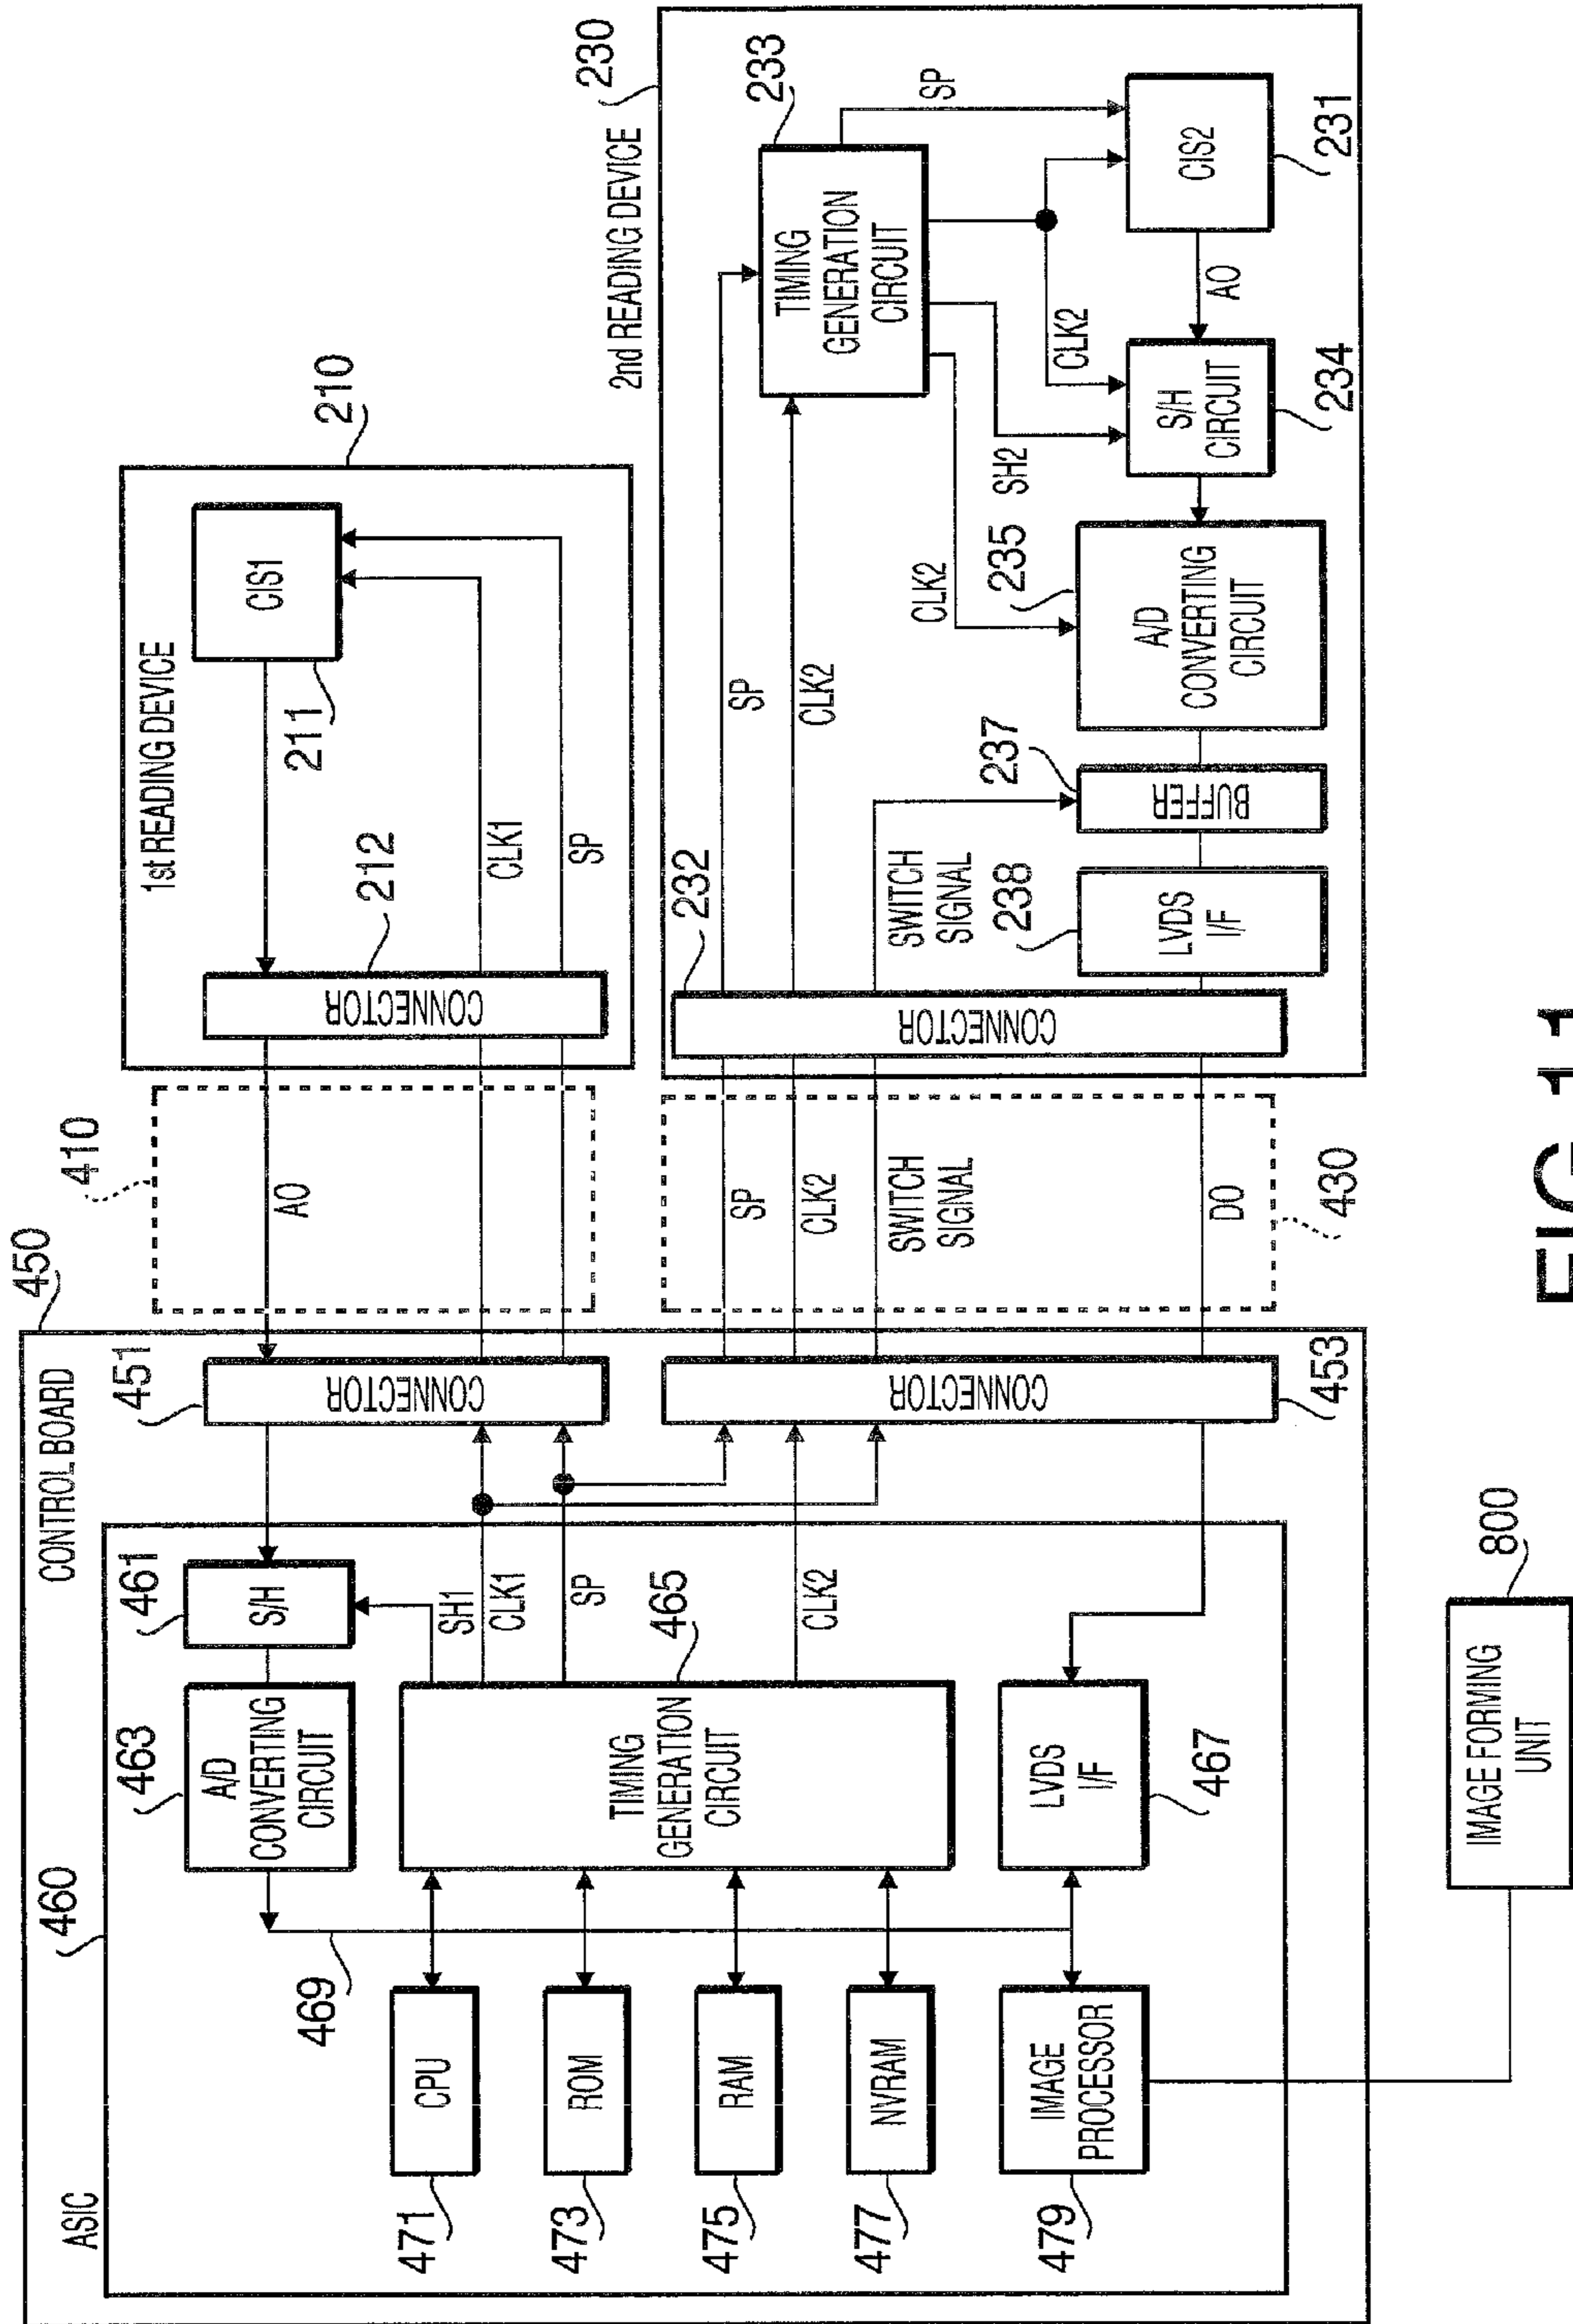 CONTROL BOARD
450
ASIC
460
463
A/D
CONVERTING
CIRCUIT
461
S/H
451
CONNECTOR
469
471
CPU
473
ROM
475
RAM
477
NVRAM
479
IMAGE
PROCESSOR
TIMING
GENERATION
CIRCUIT
465
SH1
CLK1
SP
CLK2
LVDS
I/F
467
CONNECTOR
453
IMAGE FORMING
UNIT
800
410
AO
SP
CLK2
SWITCH
SIGNAL
DO
430
1st READING DEVICE
210
CIS1
211
212
CONNECTOR
CLK1
SP
2nd READING DEVICE
230
232
CONNECTOR
SP
CLK2
SWITCH
SIGNAL
TIMING
GENERATION
CIRCUIT
233
SP
CLK2
SH2
CLK2
CIS2
231
AO
S/H
CIRCUIT
234
235
A/D
CONVERTING
CIRCUIT
237
BUFFER
238
LVDS
I/F
FIG.11